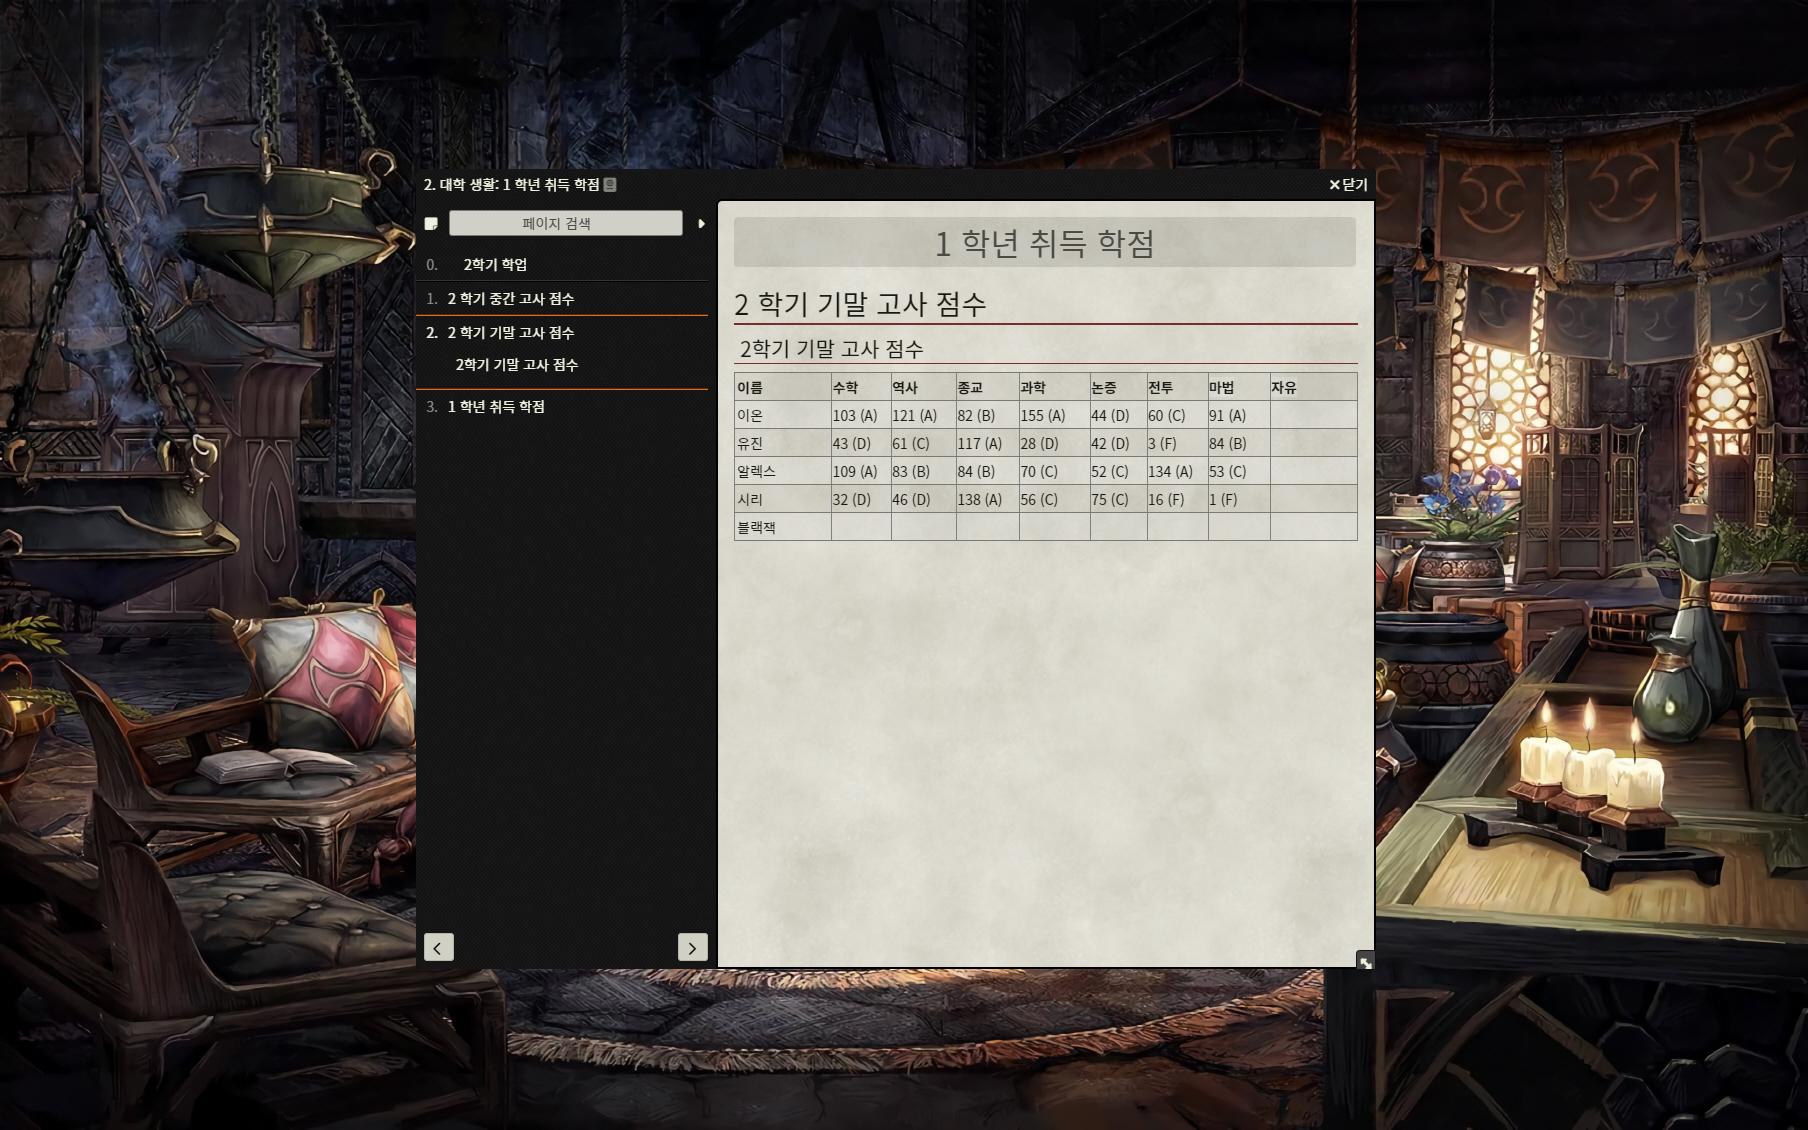 2. 대학 생활: 1 학년 취득 학점
닫기
페이지 검색
0. 2학기 학업
1. 2 학기 중간 고사 점수
2. 2 학기 기말 고사 점수
2학기 기말 고사 점수
3. 1 학년 취득 학점
1 학년 취득 학점
2 학기 기말 고사 점수
2학기 기말 고사 점수
이름 수학 역사 종교 과학 논증 전투 마법 자유
이온 103 (A) 121 (A) 82 (B) 155 (A) 44 (D) 60 (C) 91 (A)
유진 43 (D) 61 (C) 117 (A) 28 (D) 42 (D) 3 (F) 84 (B)
알렉스 109 (A) 83 (B) 84 (B) 70 (C) 52 (C) 134 (A) 53 (C)
시리 32 (D) 46 (D) 138 (A) 56 (C) 75 (C) 16 (F) 1 (F)
블랙잭